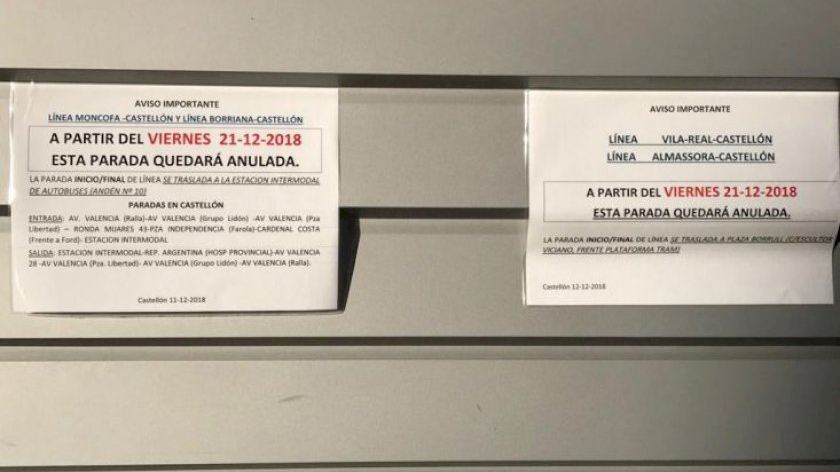 AVISO IMPORTANTE
LÍNEA MONCOFA -CASTELLÓN Y LÍNEA BORRIANA-CASTELLÓN
A PARTIR DEL VIERNES 21-12-2018
ESTA PARADA QUEDARÁ ANULADA.
LA PARADA INICIO/FINAL DE LÍNEA SE TRASLADA A LA ESTACION INTERMODAL
DE AUTOBUSES (ANDÉN Nº 10)
PARADAS EN CASTELLÓN
ENTRADA: AV. VALENCIA (Ralla)-AV VALENCIA (Grupo Lidón) -AV VALENCIA (Pza
Libertad) – RONDA MIJARES 43-PZA INDEPENDENCIA (Farola)-CARDENAL COSTA
(Frente a Ford)- ESTACION INTERMODAL
SALIDA: ESTACION INTERMODAL-REP. ARGENTINA (HOSP PROVINCIAL)-AV VALENCIA
28 -AV VALENCIA (Pza. Libertad)- AV VALENCIA (Grupo Lidón) -AV VALENCIA (Ralla).
Castellón 11-12-2018
AVISO IMPORTANTE
LÍNEA VILA-REAL-CASTELLÓN
LÍNEA ALMASSORA-CASTELLÓN
A PARTIR DEL VIERNES 21-12-2018
ESTA PARADA QUEDARÁ ANULADA.
LA PARADA INICIO/FINAL DE LÍNEA SE TRASLADA A PLAZA BORRULL (C/ESCULTOR
VICIANO, FRENTE PLATAFORMA TRAM)
Castellón 12-12-2018